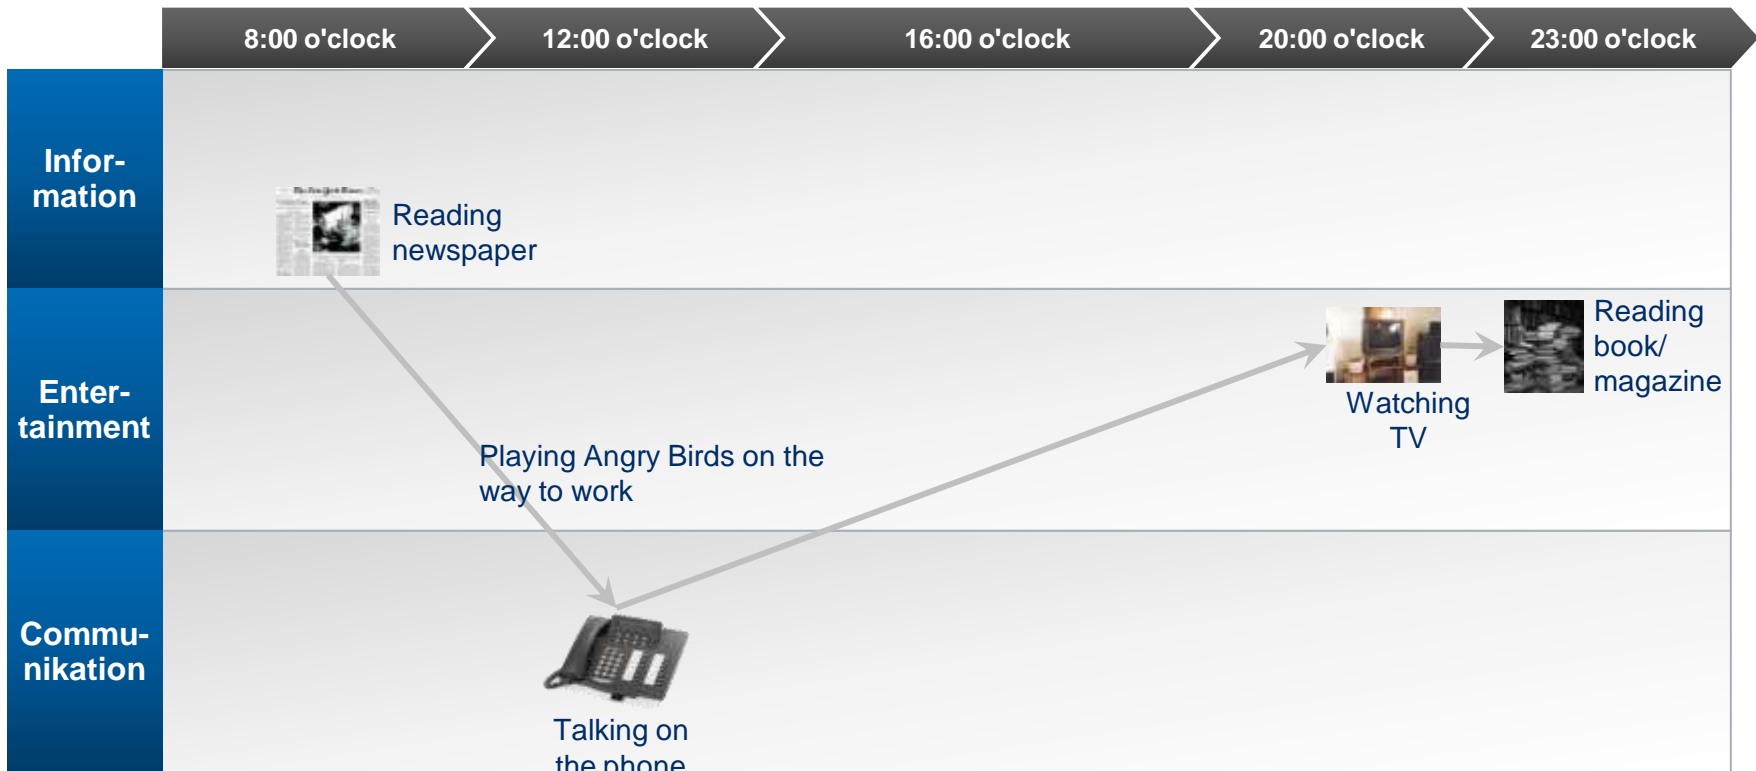 8:00 o'clock
12:00 o'clock
16:00 o'clock
20:00 o'clock
23:00 o'clock
Infor-
mation
Reading
newspaper
Enter-
tainment
Playing Angry Birds on the
way to work
Watching
TV
Reading
book/
magazine
Commu-
nikation
Talking on
the phone